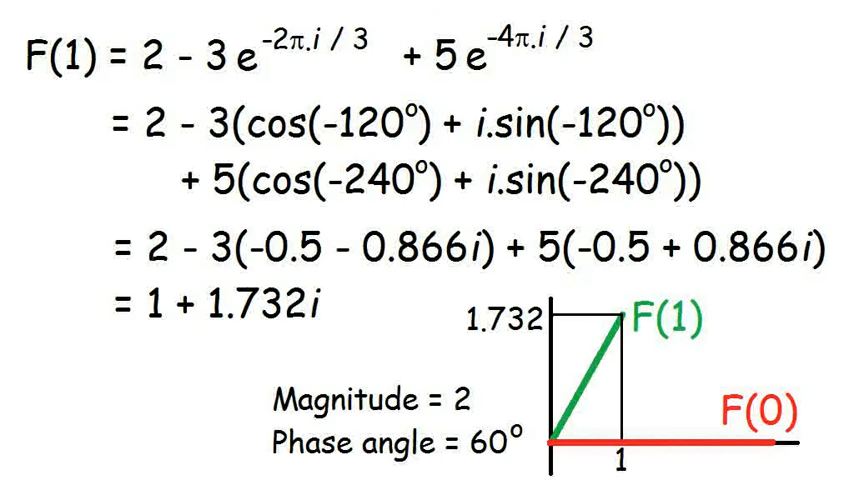 F(1) = 2 - 3 e^{-2π.i / 3} + 5 e^{-4π.i / 3}
= 2 - 3(cos(-120°) + i.sin(-120°))
+ 5(cos(-240°) + i.sin(-240°))
= 2 - 3(-0.5 - 0.866i) + 5(-0.5 + 0.866i)
= 1 + 1.732i
1.732
F(1)
Magnitude = 2
F(0)
Phase angle = 60°
1